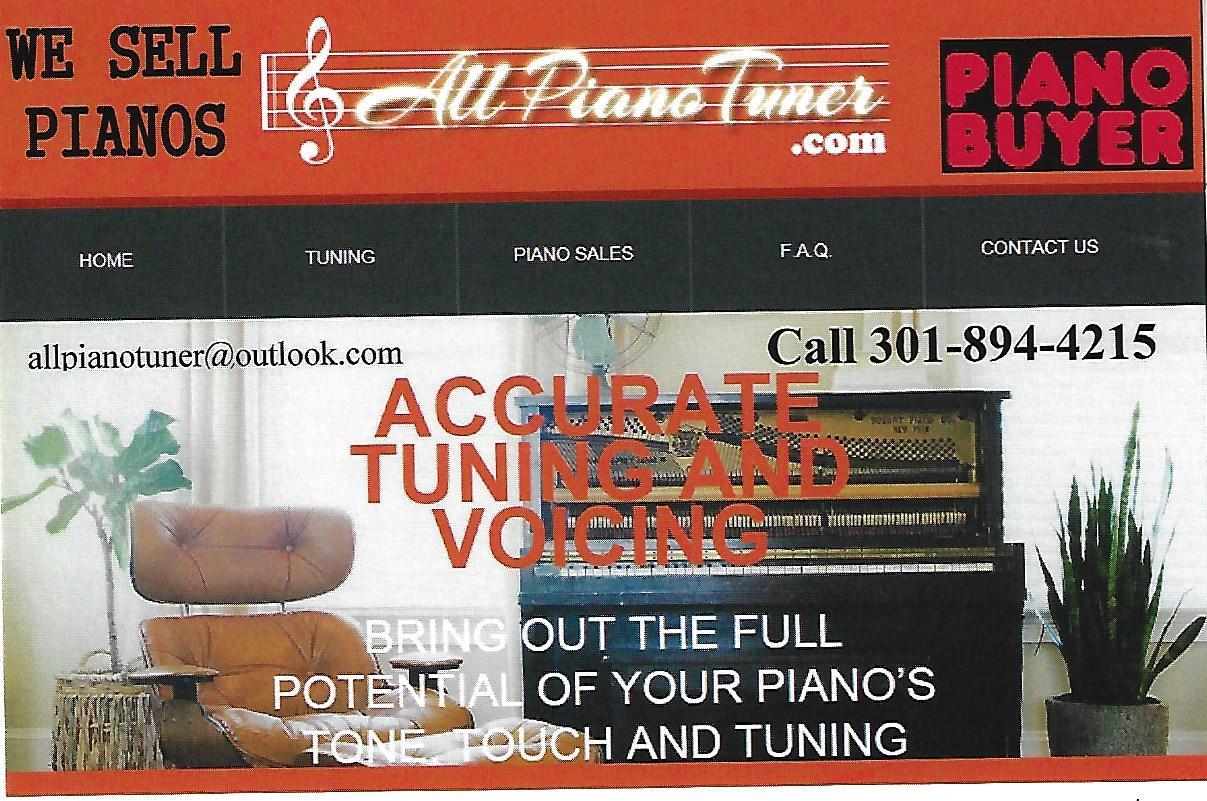 WE SELL
PIANOS
All Piano Tuner
.com
PIANO
BUYER
HOME
TUNING
PIANO SALES
F.A.Q.
CONTACT US
allpianotuner@outlook.com
Call 301-894-4215
ACCURATE
TUNING AND
VOICING
BRING OUT THE FULL
POTENTIAL OF YOUR PIANO'S
TONE, TOUCH AND TUNING